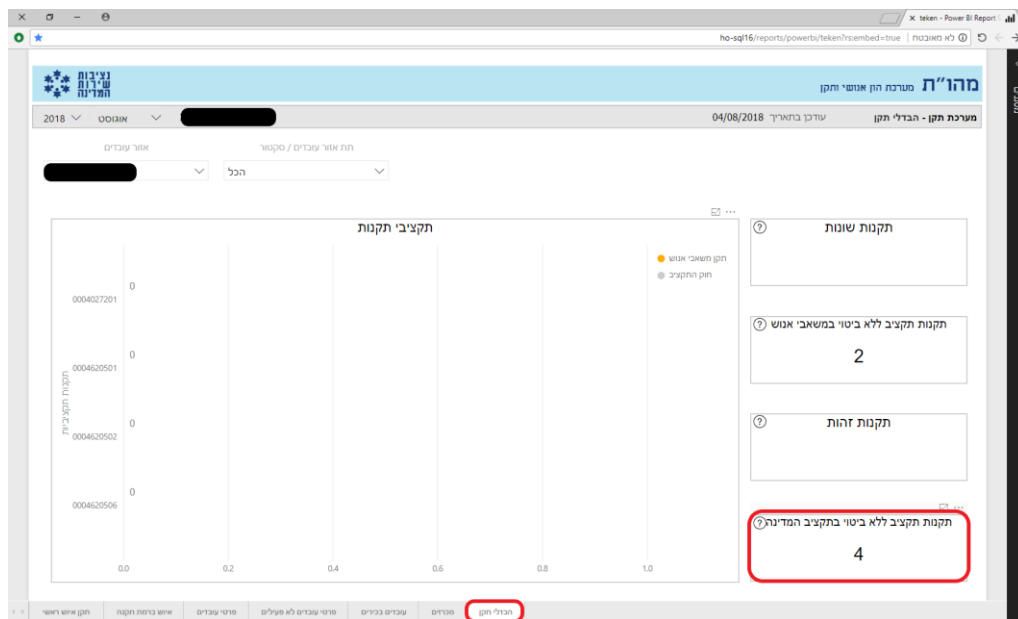 teken - Power BI Report
ho-sql16/reports/powerbi/teken?rs:embed=true | לא מאובטח
נציבות
שירות
המדינה
מהו"ת מערכת הון אנושי ותקן
מערכת תקן - הבדלי תקן עודכן בתאריך 04/08/2018
אוגוסט 2018
תת אזור עובדים / סקטור
אזור עובדים
הכל
תקציבי תקנות
תקן משאבי אנוש
חוק התקציב
תקנות תקציביות
0004027201
0
0004620501
0
0004620502
0
0004620506
0
0.0 0.2 0.4 0.6 0.8 1.0
תקנות שונות
תקנות תקציב ללא ביטוי במשאבי אנוש
2
תקנות זהות
תקנות תקציב ללא ביטוי בתקציב המדינה
4
הבדלי תקן
מכרזים
עובדים בכירים
פרטי עובדים לא פעילים
פרטי עובדים
איוש ברמת תקנה
תקן איוש ראשי